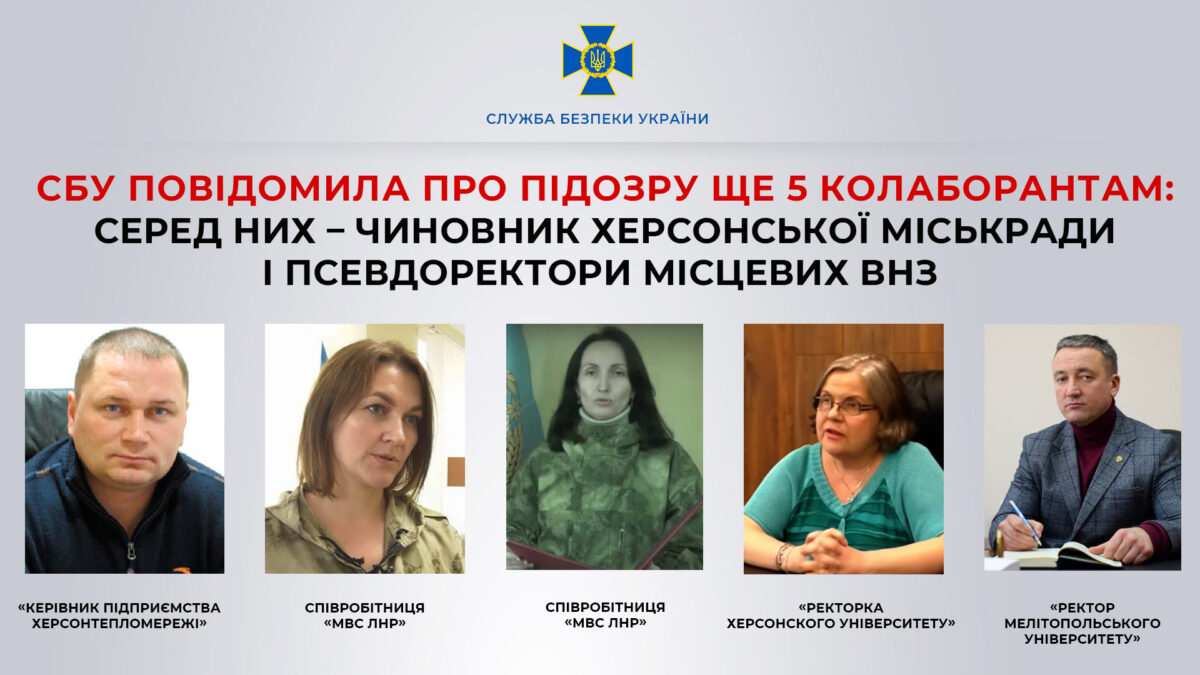 СЛУЖБА БЕЗПЕКИ УКРАЇНИ
СБУ ПОВІДОМИЛА ПРО ПІДОЗРУ ЩЕ 5 КОЛАБОРАНТАМ:
СЕРЕД НИХ – ЧИНОВНИК ХЕРСОНСЬКОЇ МІСЬКРАДИ
І ПСЕВДОРЕКТОРИ МІСЦЕВИХ ВНЗ
«КЕРІВНИК ПІДПРИЄМСТВА
ХЕРСОНТЕПЛОМЕРЕЖІ»
СПІВРОБІТНИЦЯ
«МВС ЛНР»
СПІВРОБІТНИЦЯ
«МВС ЛНР»
«РЕКТОРКА
ХЕРСОНСКОГО УНІВЕРСИТЕТУ»
«РЕКТОР
МЕЛІТОПОЛЬСЬКОГО
УНІВЕРСИТЕТУ»